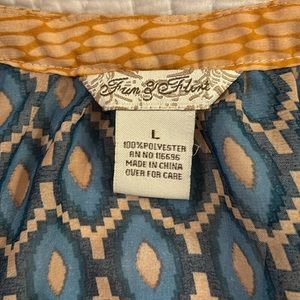 Fun & Flirt
L
100%POLYESTER
RN NO 116696
MADE IN CHINA
OVER FOR CARE